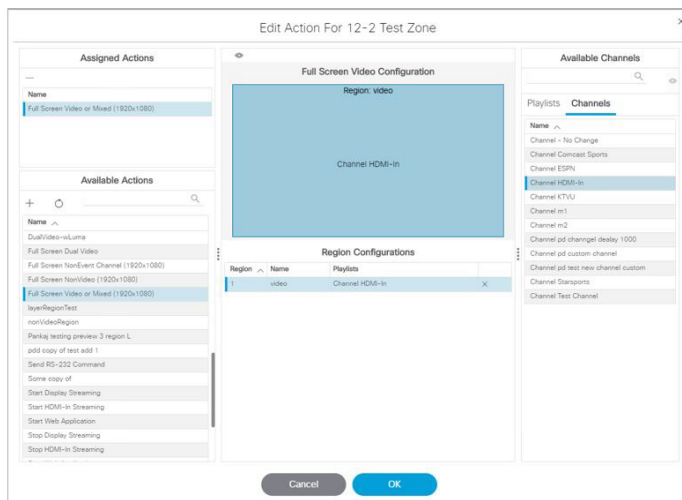 Edit Action For 12-2 Test Zone
Assigned Actions
Name
Full Screen Video or Mixed (1920x1080)
Available Actions
Name
DualVideo-wLuma
Full Screen Dual Video
Full Screen NonEvent Channel (1920x1080)
Full Screen NonVideo (1920x1080)
Full Screen Video or Mixed (1920x1080)
layerRegionTest
nonVideoRegion
Pankaj testing preview 3 region L
pdd copy of test add 1
Send RS-232 Command
Some copy of
Start Display Streaming
Start HDMI-In Streaming
Start Web Application
Stop Display Streaming
Stop HDMI-In Streaming
Full Screen Video Configuration
Region: video
Channel HDMI-In
Region Configurations
Region Name Playlists
1 video Channel HDMI-In
Available Channels
Playlists Channels
Name
Channel - No Change
Channel Comcast Sports
Channel ESPN
Channel HDMI-In
Channel KTVU
Channel m1
Channel m2
Channel pd channgel dealay 1000
Channel pd custom channel
Channel pd test new channel custom
Channel Starsports
Channel Test Channel
Cancel OK